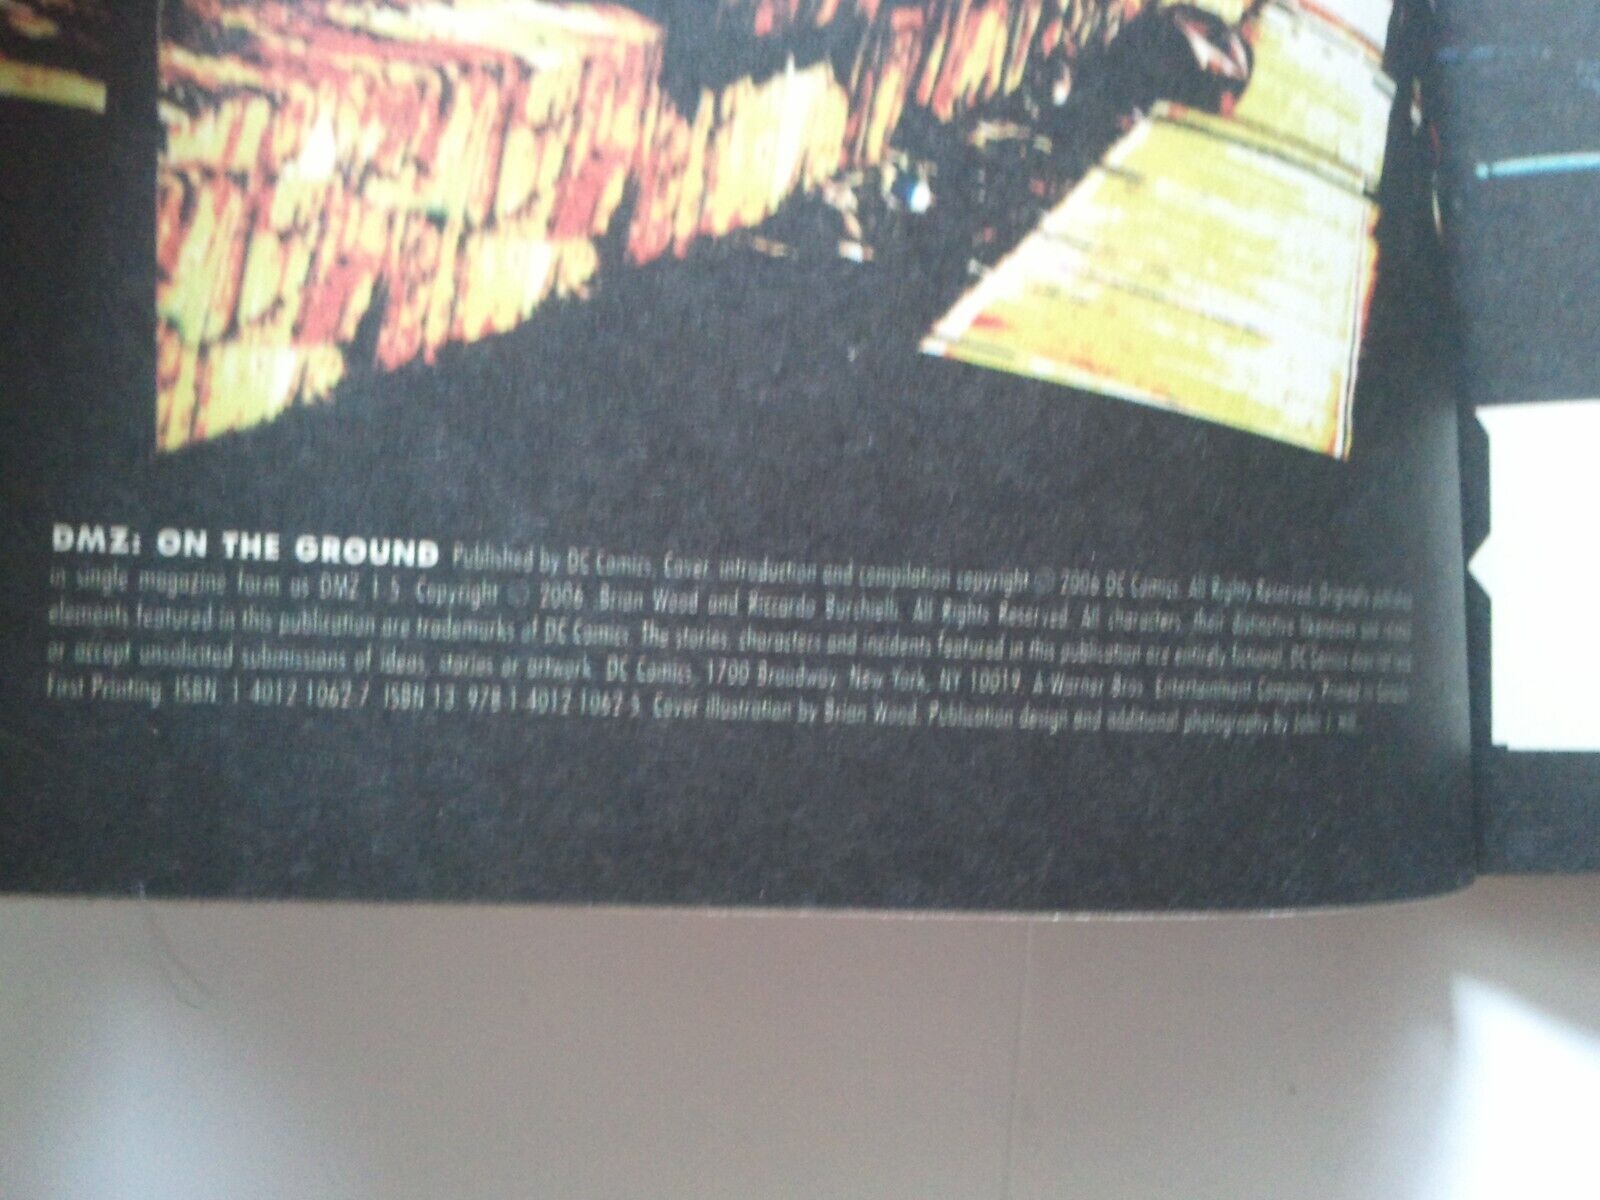 DMZ: ON THE GROUND Published by DC Comics. Cover introduction and compilation copyright © 2006 DC Comics. All Rights Reserved. Originally published
in single magazine form as DMZ 1-5. Copyright © 2006 Brian Wood and Riccardo Burchielli. All Rights Reserved. All characters, their distinctive likenesses and related
elements featured in this publication are trademarks of DC Comics. The stories, characters and incidents featured in this publication are entirely fictional. DC Comics does not read
or accept unsolicited submissions of ideas, stories or artwork. DC Comics, 1700 Broadway, New York, NY 10019. A Warner Bros. Entertainment Company. Printed in Canada.
First Printing. ISBN: 1-4012-1062-7 ISBN 13: 978-1-4012-1062-5. Cover illustration by Brian Wood. Publication design and additional photography by